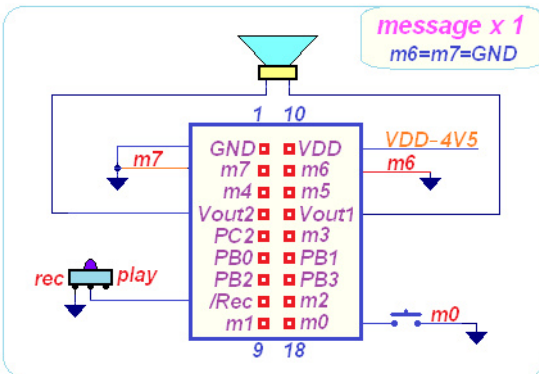 message x 1
m6=m7=GND
1 10
GND VDD VDD-4V5
m7 m7 m6 m6
m4 m5
Vout2 Vout1
PC2 m3
PB0 PB1
rec play PB2 PB3
/Rec m2
m1 m0 m0
9 18